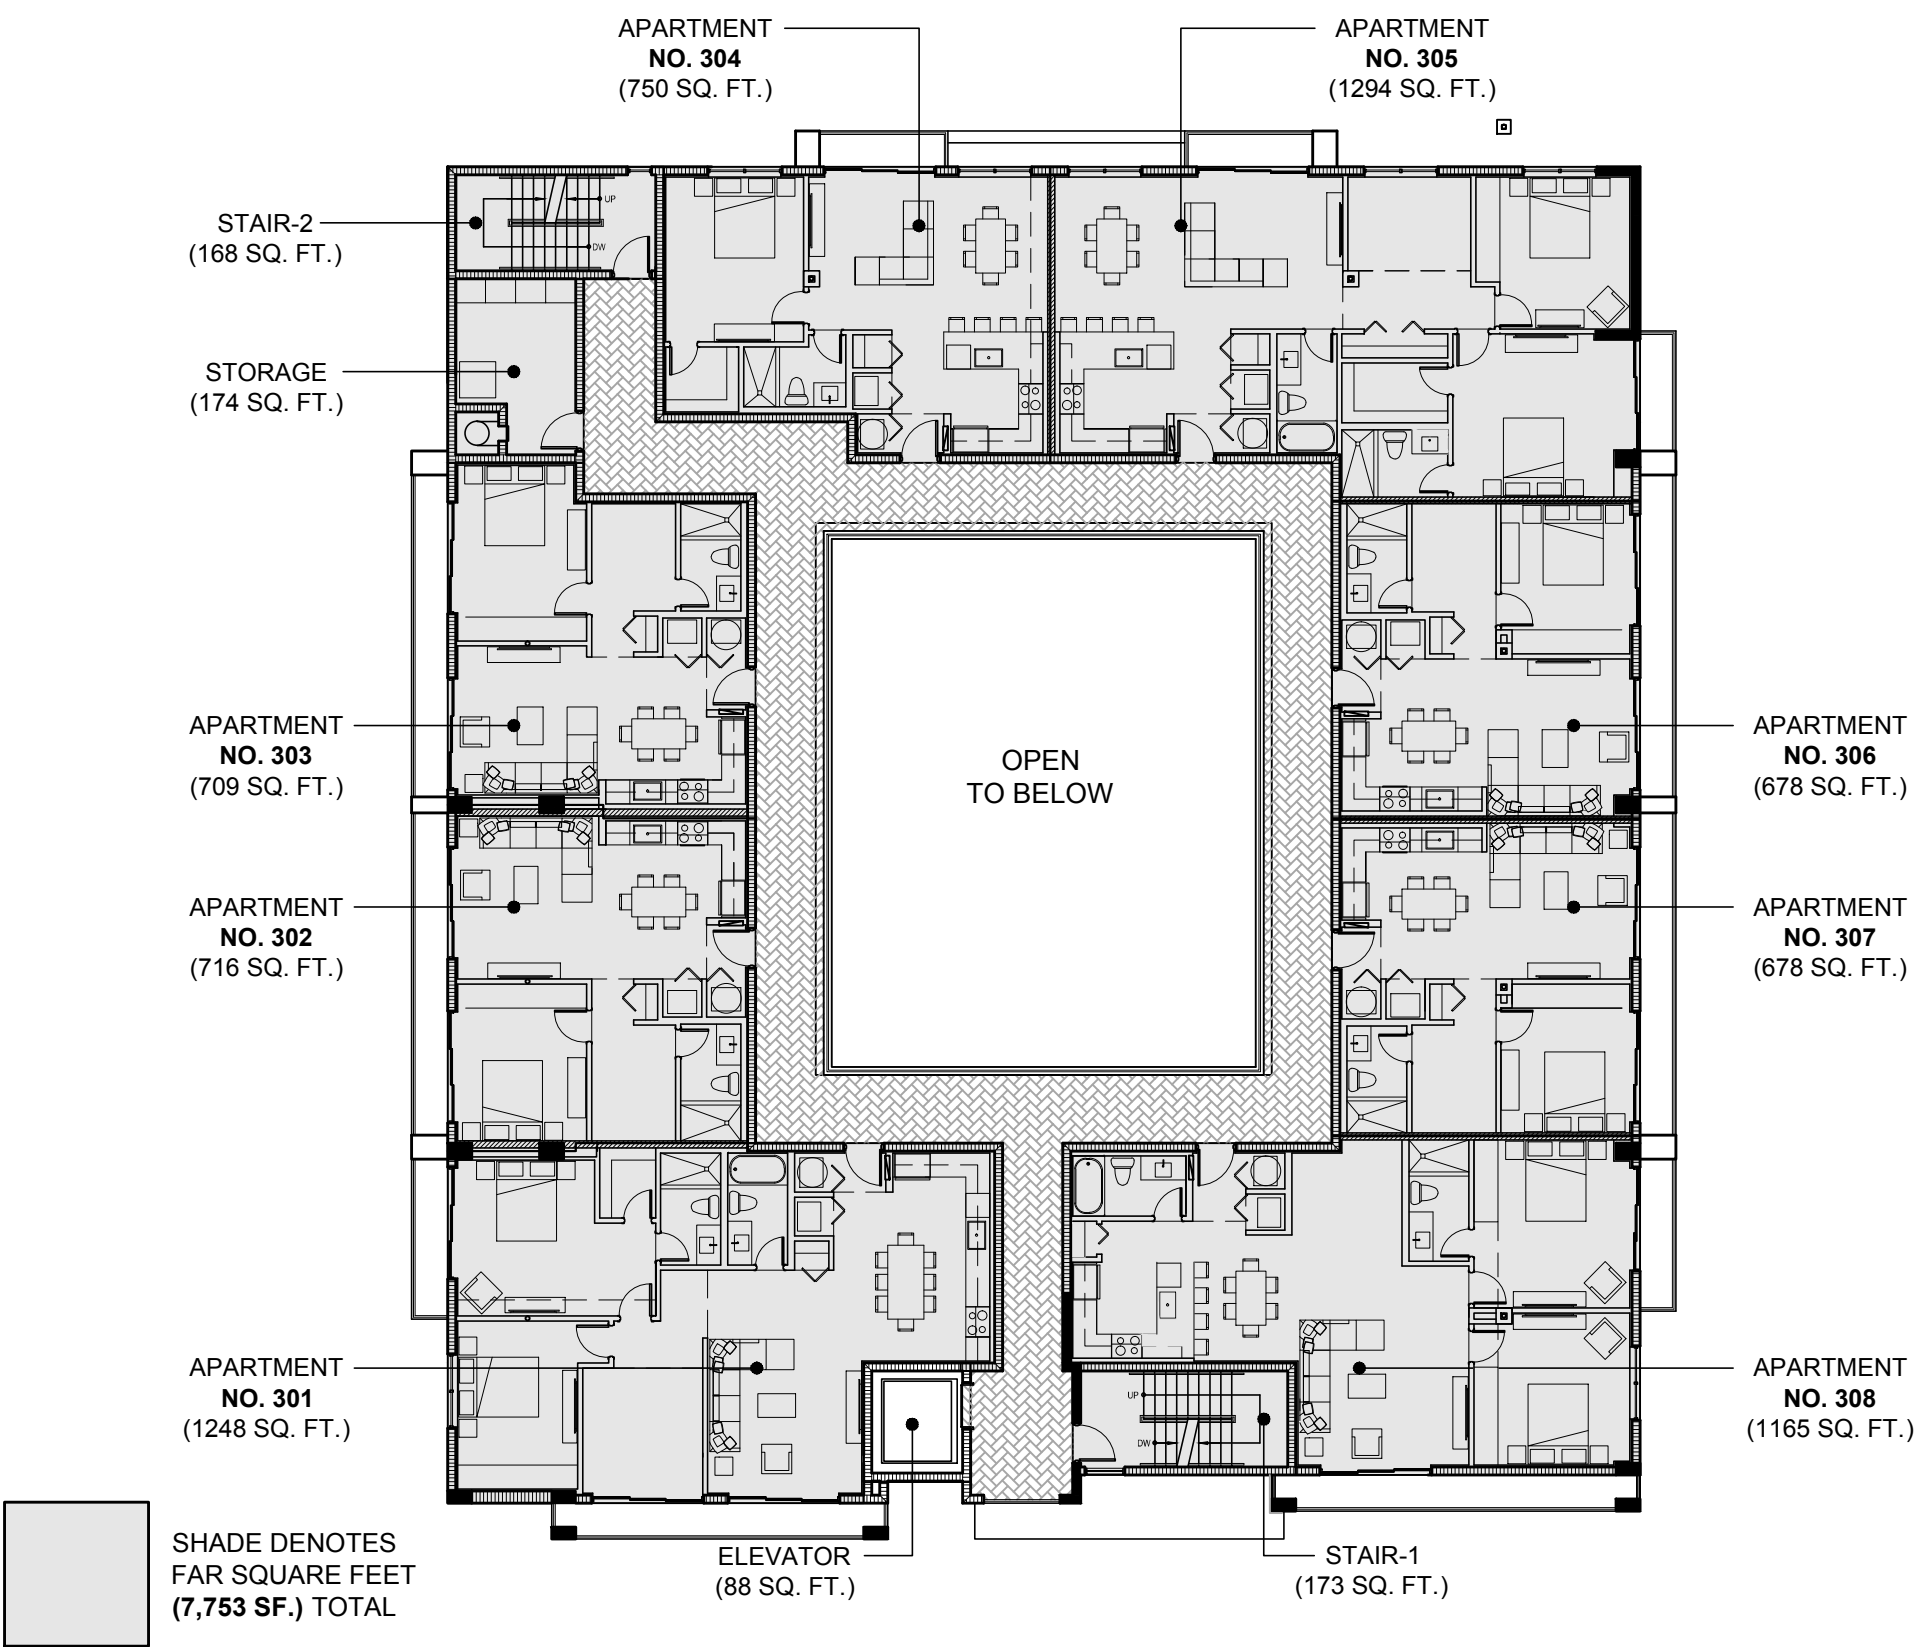 APARTMENT
NO. 304
(750 SQ. FT.)
APARTMENT
NO. 305
(1294 SQ. FT.)
STAIR-2
(168 SQ. FT.)
UP
DW
STORAGE
(174 SQ. FT.)
APARTMENT
NO. 303
(709 SQ. FT.)
OPEN
TO BELOW
APARTMENT
NO. 306
(678 SQ. FT.)
APARTMENT
NO. 302
(716 SQ. FT.)
APARTMENT
NO. 307
(678 SQ. FT.)
APARTMENT
NO. 301
(1248 SQ. FT.)
UP
DW
APARTMENT
NO. 308
(1165 SQ. FT.)
SHADE DENOTES
FAR SQUARE FEET
(7,753 SF.) TOTAL
ELEVATOR
(88 SQ. FT.)
STAIR-1
(173 SQ. FT.)